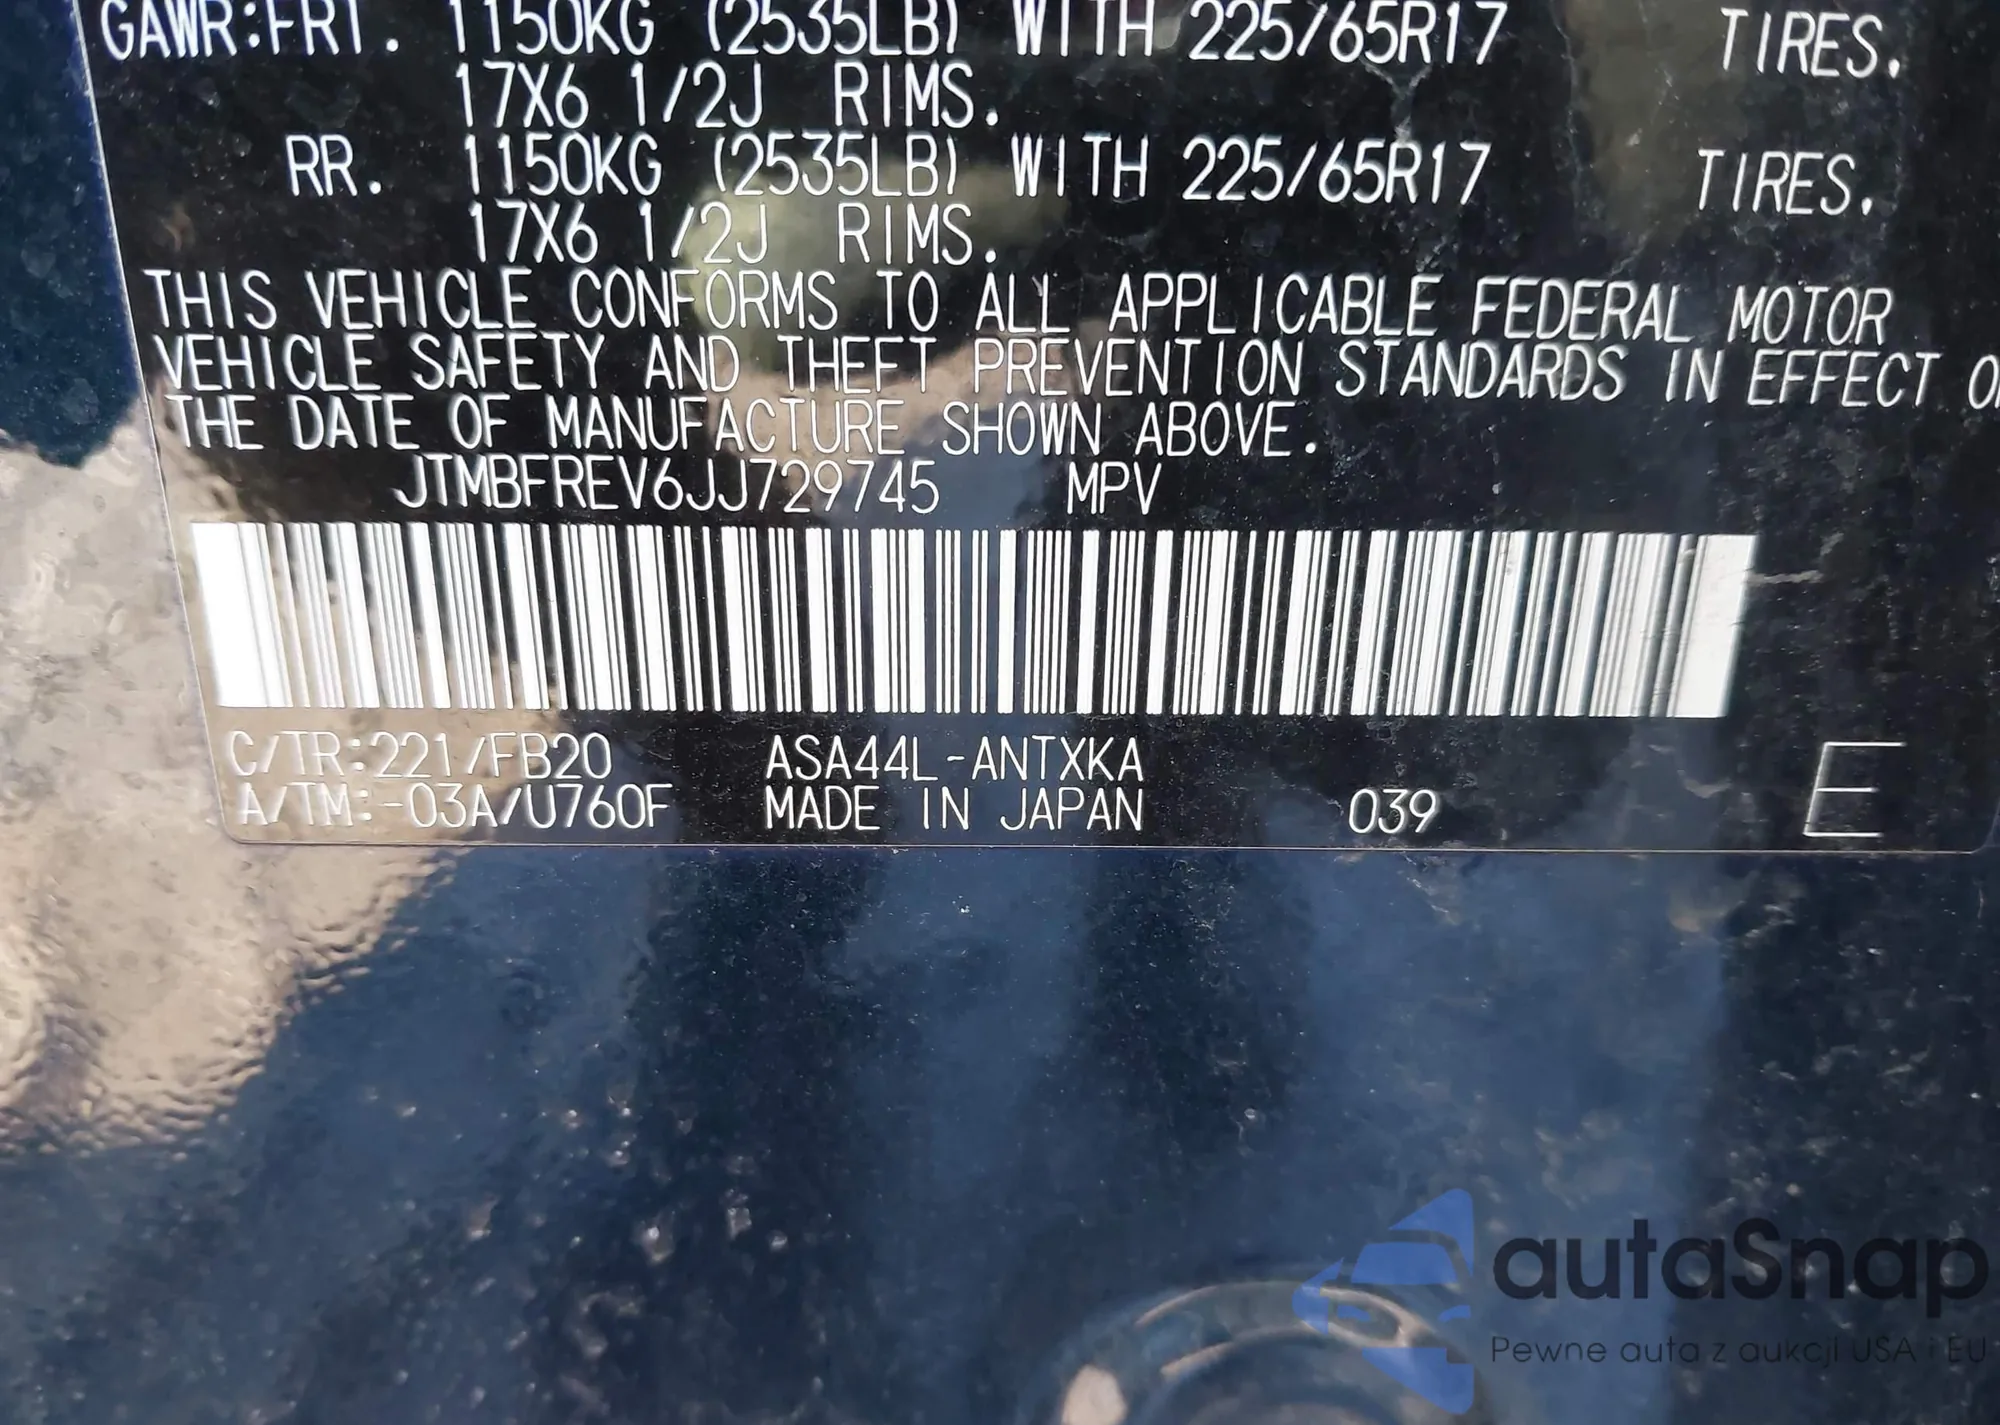 GAWR:FRT. 1150KG (2535LB) WITH 225/65R17 TIRES.
17X6 1/2J RIMS.
RR. 1150KG (2535LB) WITH 225/65R17 TIRES.
17X6 1/2J RIMS.
THIS VEHICLE CONFORMS TO ALL APPLICABLE FEDERAL MOTOR
VEHICLE SAFETY AND THEFT PREVENTION STANDARDS IN EFFECT
THE DATE OF MANUFACTURE SHOWN ABOVE.
JTMBFREV6JJ729745 MPV
C/TR:221/FB20 ASA44L-ANTXKA
A/TM:-03A/U760F MADE IN JAPAN 039 E
autaSnap
Pewne auta z aukcji USA i EU